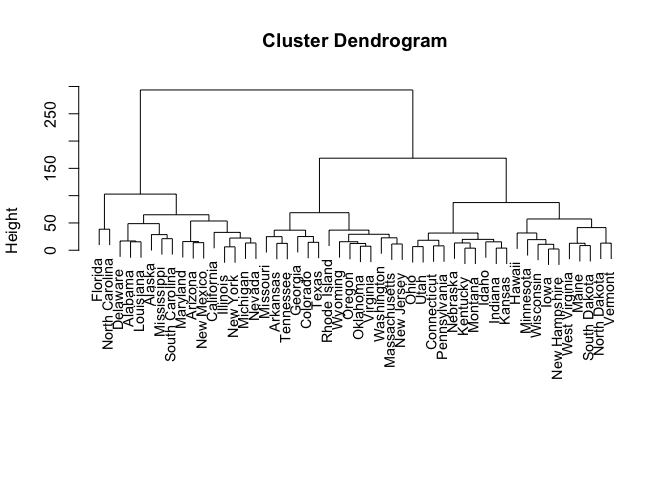 Cluster Dendrogram
Height
250
150
50
0
Florida
North Carolina
Delaware
Alabama
Louisiana
Alaska
Mississippi
South Carolina
Maryland
Arizona
New Mexico
California
Illinois
New York
Michigan
Nevada
Missouri
Arkansas
Tennessee
Georgia
Colorado
Texas
Rhode Island
Wyoming
Oregon
Oklahoma
Virginia
Washington
Massachusetts
New Jersey
Ohio
Utah
Connecticut
Pennsylvania
Nebraska
Kentucky
Montana
Idaho
Indiana
Kansas
Hawaii
Minnesota
Wisconsin
Iowa
New Hampshire
West Virginia
Maine
South Dakota
North Dakota
Vermont